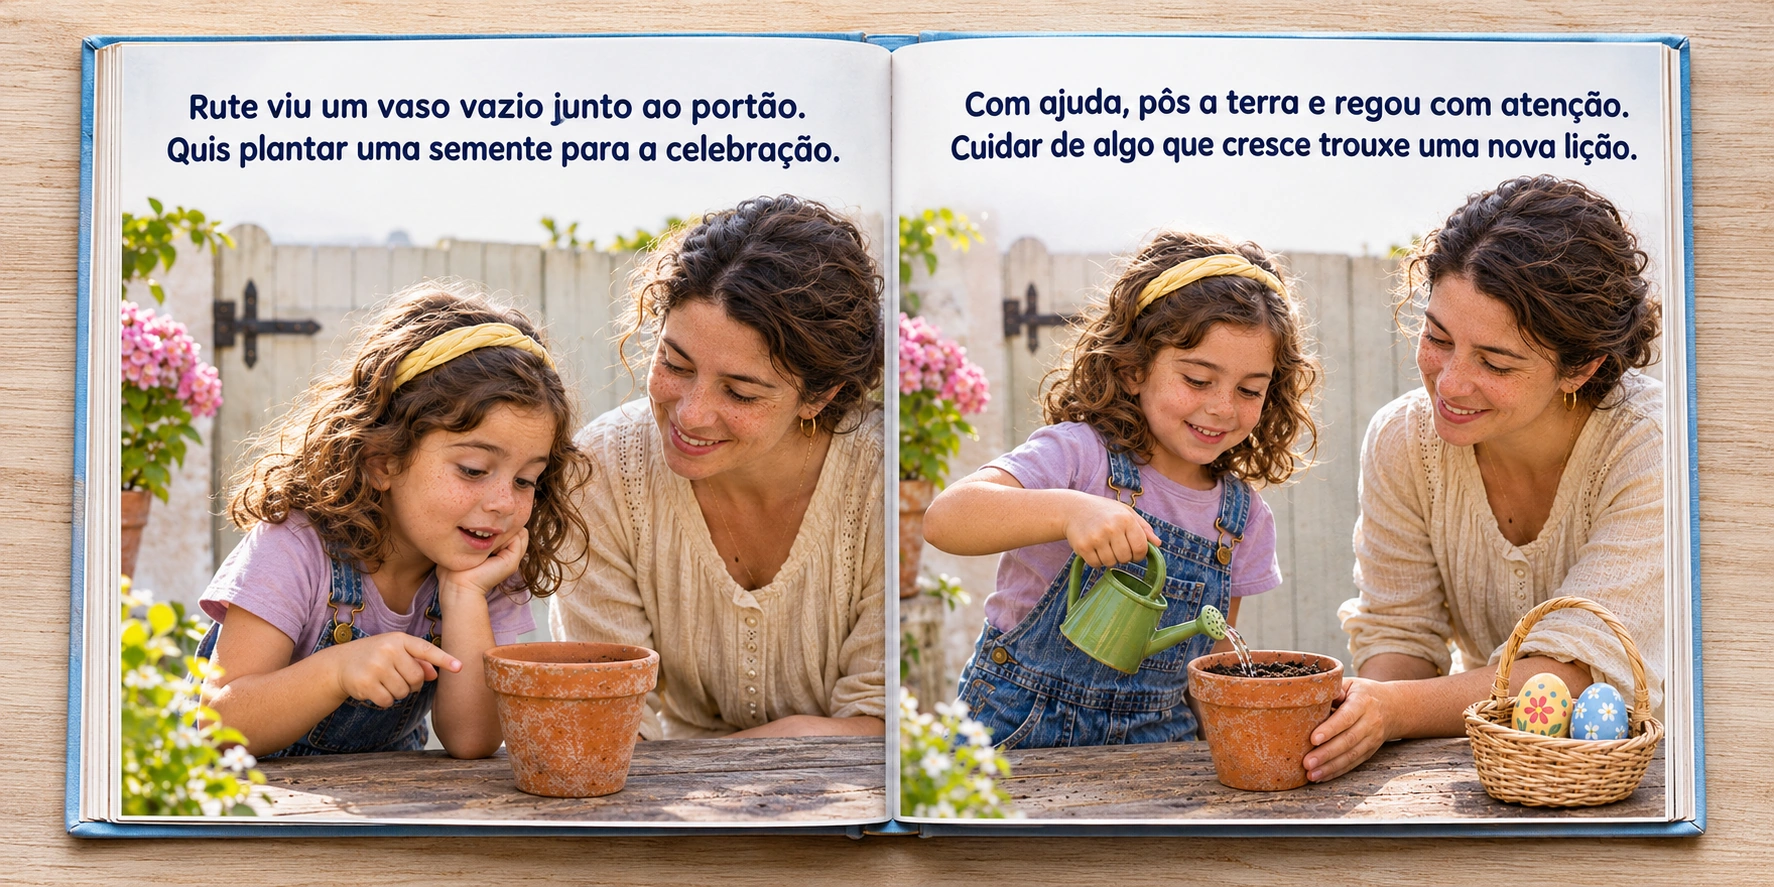 Rute viu um vaso vazio junto ao portão.
Quis plantar uma semente para a celebração.
Com ajuda, pôs a terra e regou com atenção.
Cuidar de algo que cresce trouxe uma nova lição.